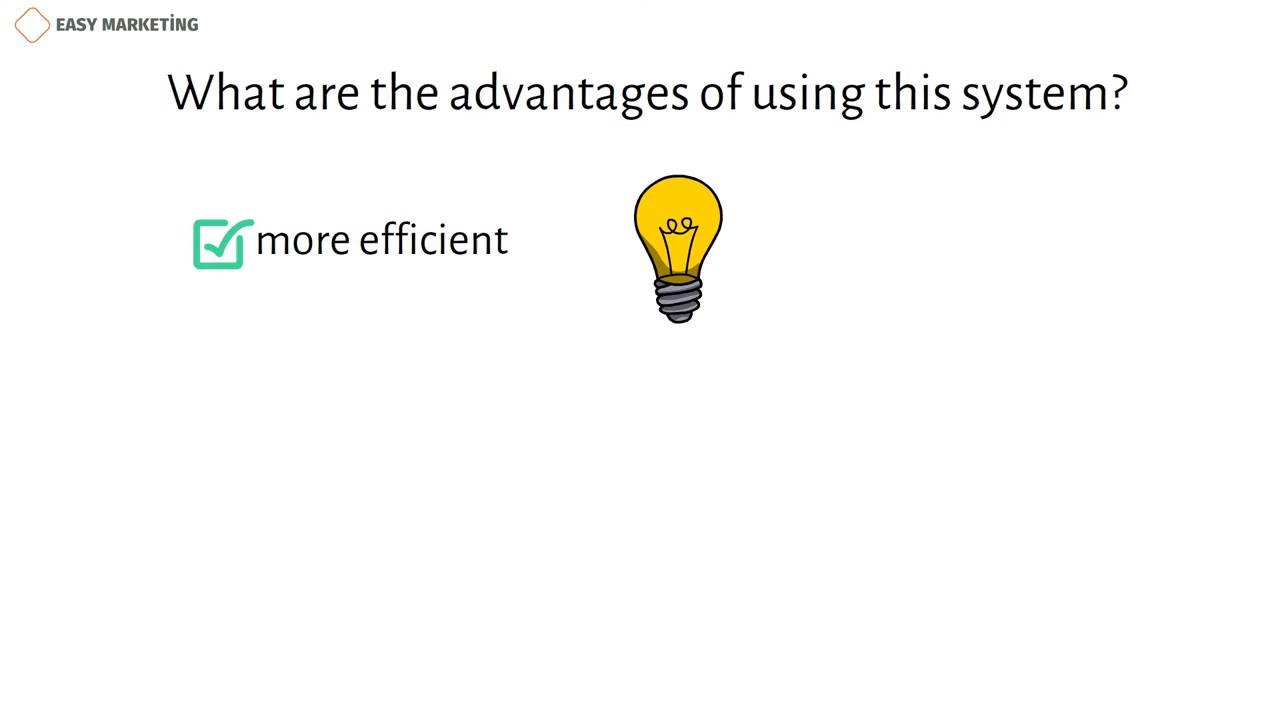 EASY MARKETİNG
What are the advantages of using this system?
more efficient